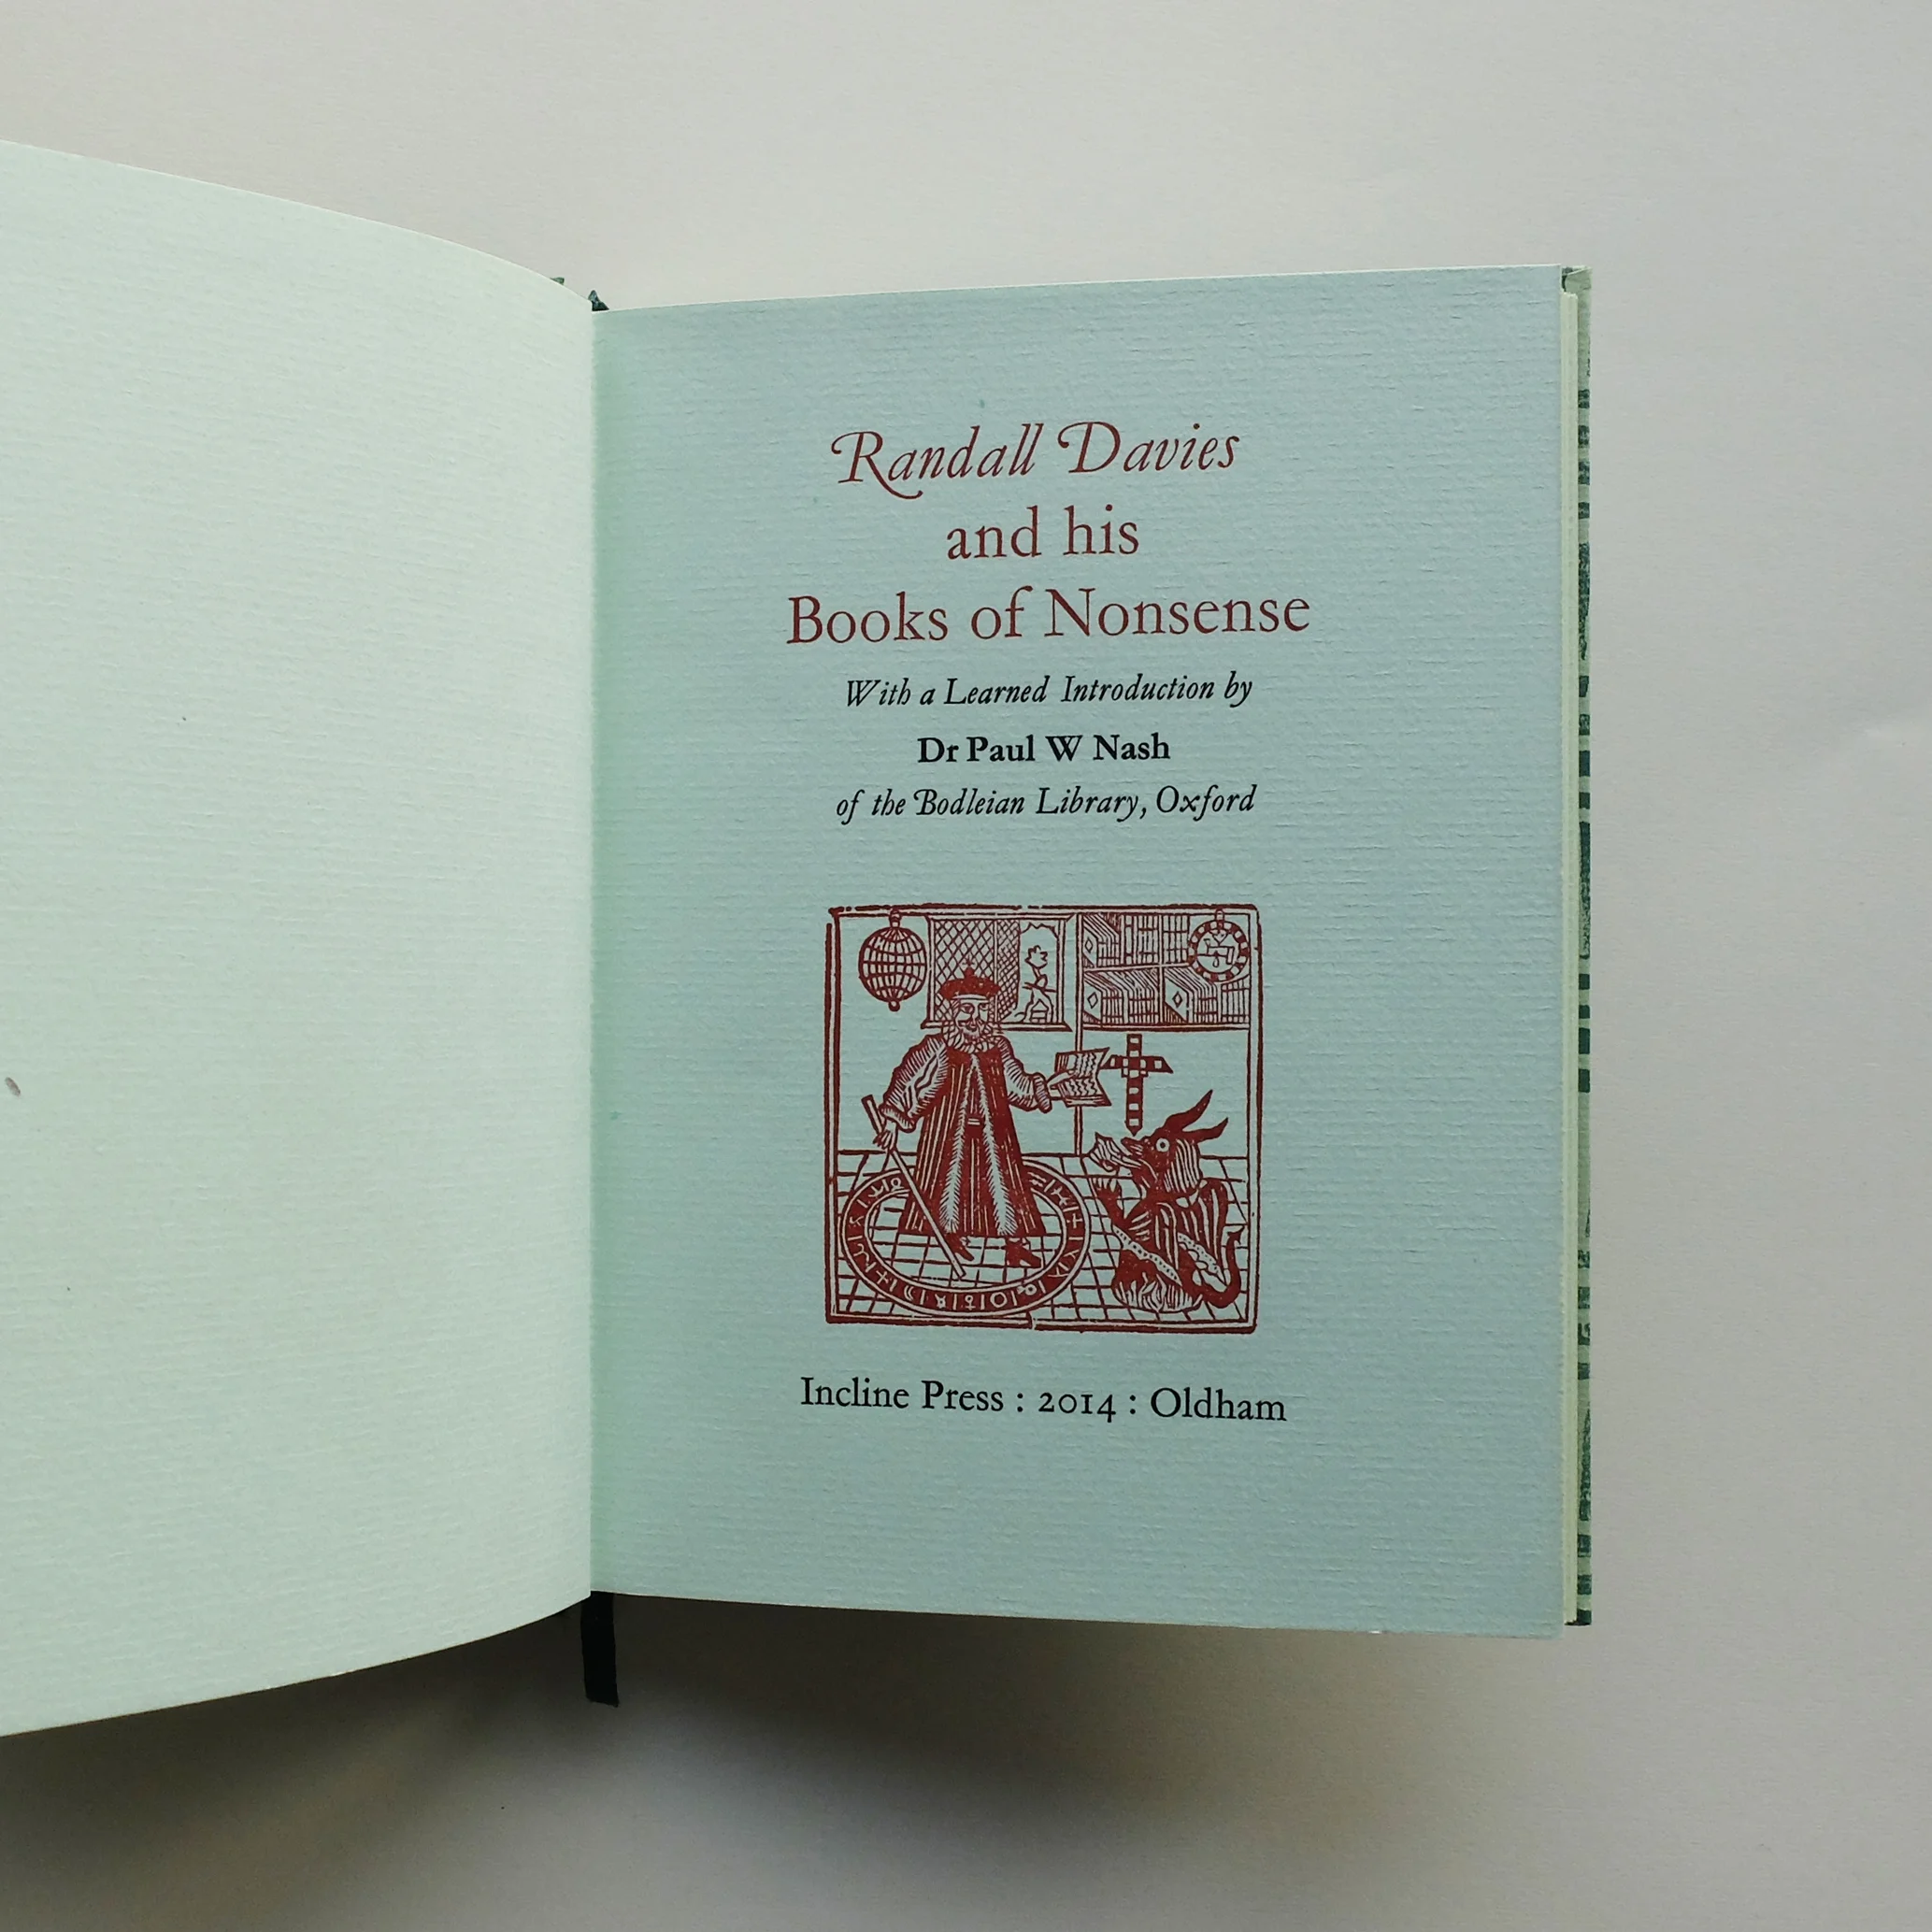 Randall Davies
and his
Books of Nonsense
With a Learned Introduction by
Dr Paul W Nash
of the Bodleian Library, Oxford
Incline Press : 2014 : Oldham